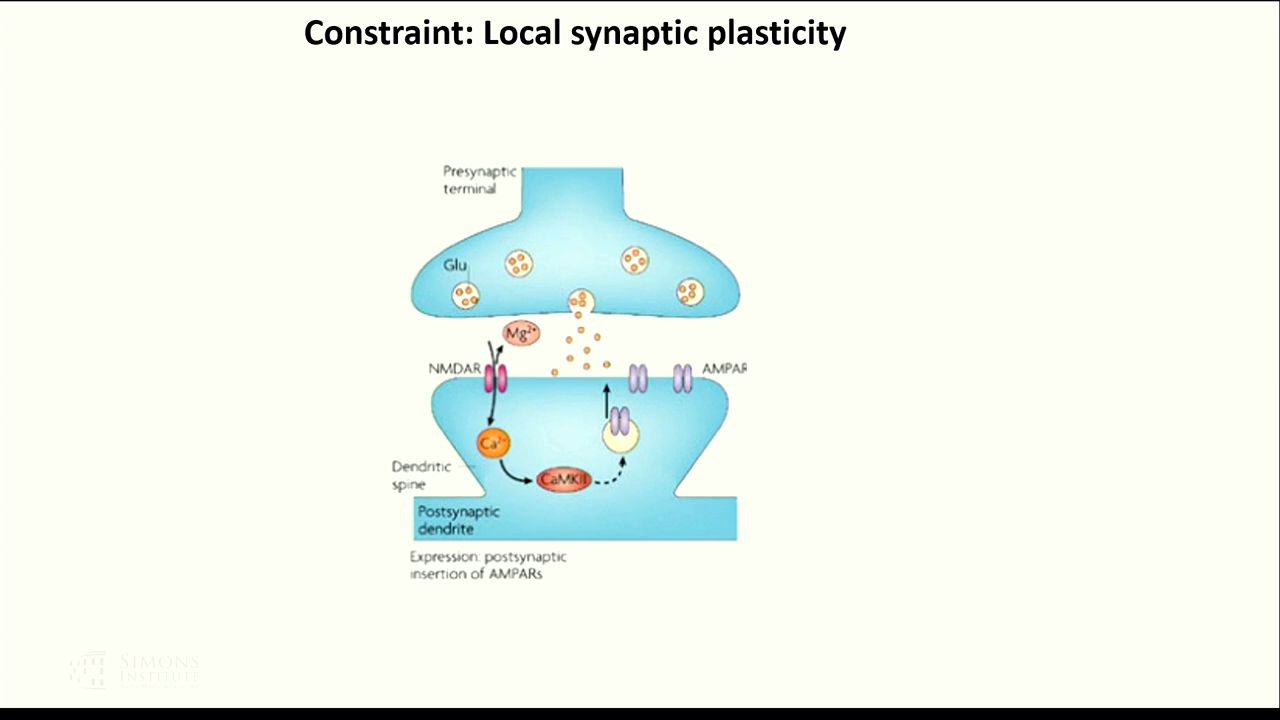 Constraint: Local synaptic plasticity
Presynaptic
terminal
Glu
Mg2+
NMDAR
AMPAR
Ca2+
Dendritic
spine
CaMKII
Postsynaptic
dendrite
Expression: postsynaptic
insertion of AMPARs
SIMONS
INSTITUTE